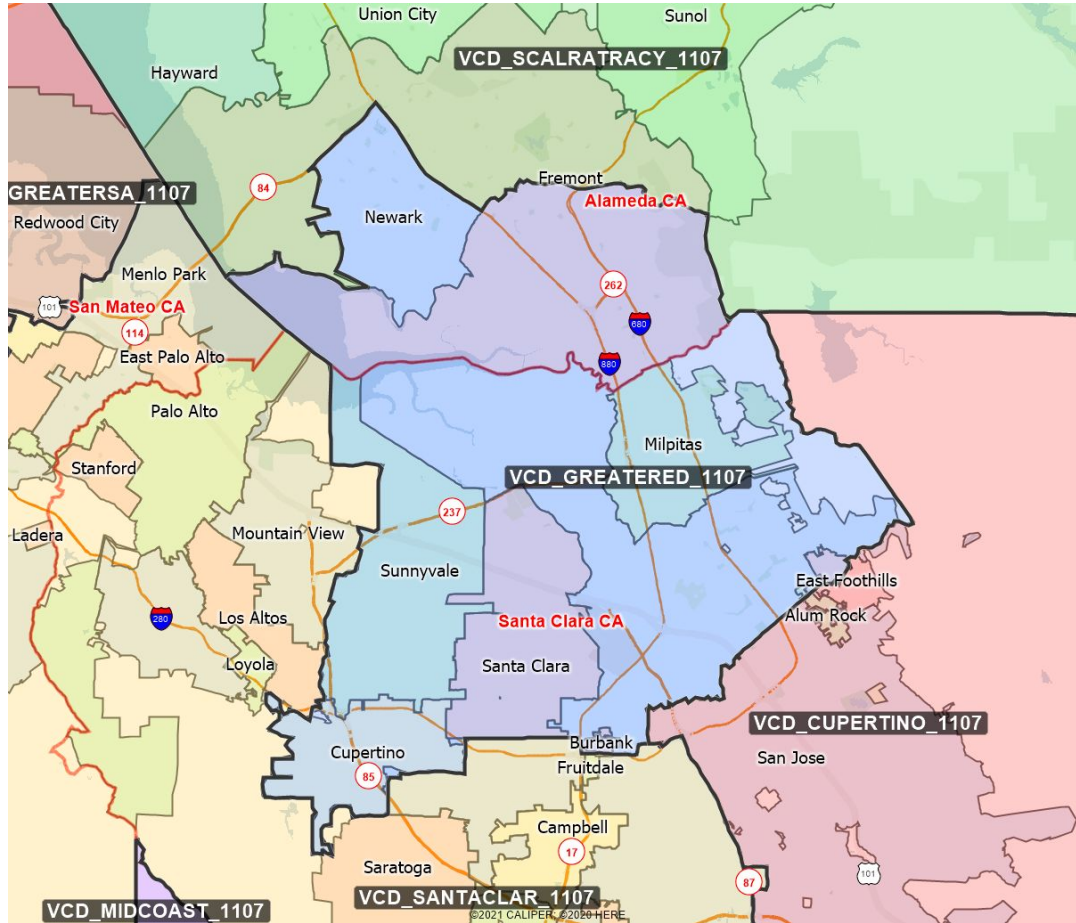 Union City
Sunol
VCD_SCALRATRACY_1107
Hayward
Fremont
84
GREATERSA_1107
Alameda CA
Newark
Redwood City
Menlo Park
262
101
San Mateo CA
114
680
East Palo Alto
880
Palo Alto
Milpitas
Stanford
VCD_GREATERED_1107
237
Ladera
Mountain View
Sunnyvale
East Foothills
280
Los Altos
Santa Clara CA
Alum Rock
Loyola
Santa Clara
VCD_CUPERTINO_1107
Burbank
Cupertino
San Jose
Fruitdale
85
Campbell
17
Saratoga
101
87
VCD_SANTACLAR_1107
VCD_MIDCOAST_1107
©2021 CALIPER; ©2020 HERE